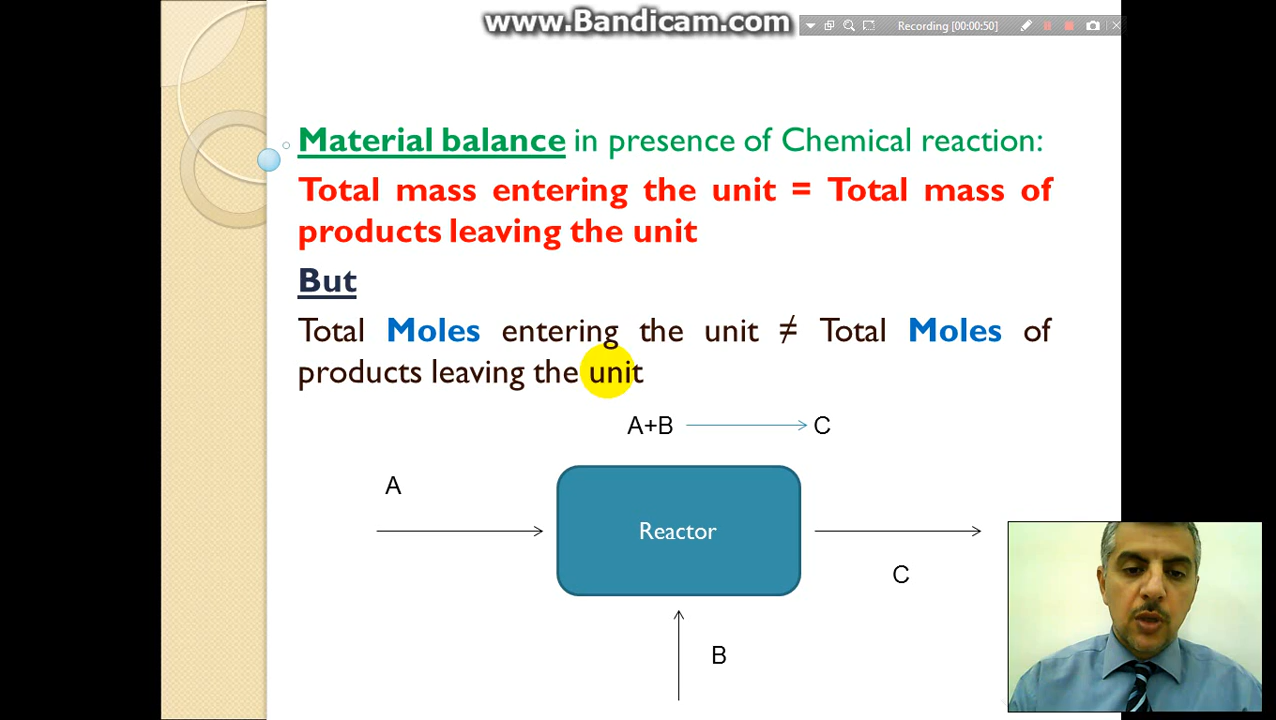 www.Bandicam.com
Recording [00:00:50]
Material balance in presence of Chemical reaction:
Total mass entering the unit = Total mass of
products leaving the unit
But
Total Moles entering the unit ≠ Total Moles of
products leaving the unit
A+B
C
A
Reactor
C
B